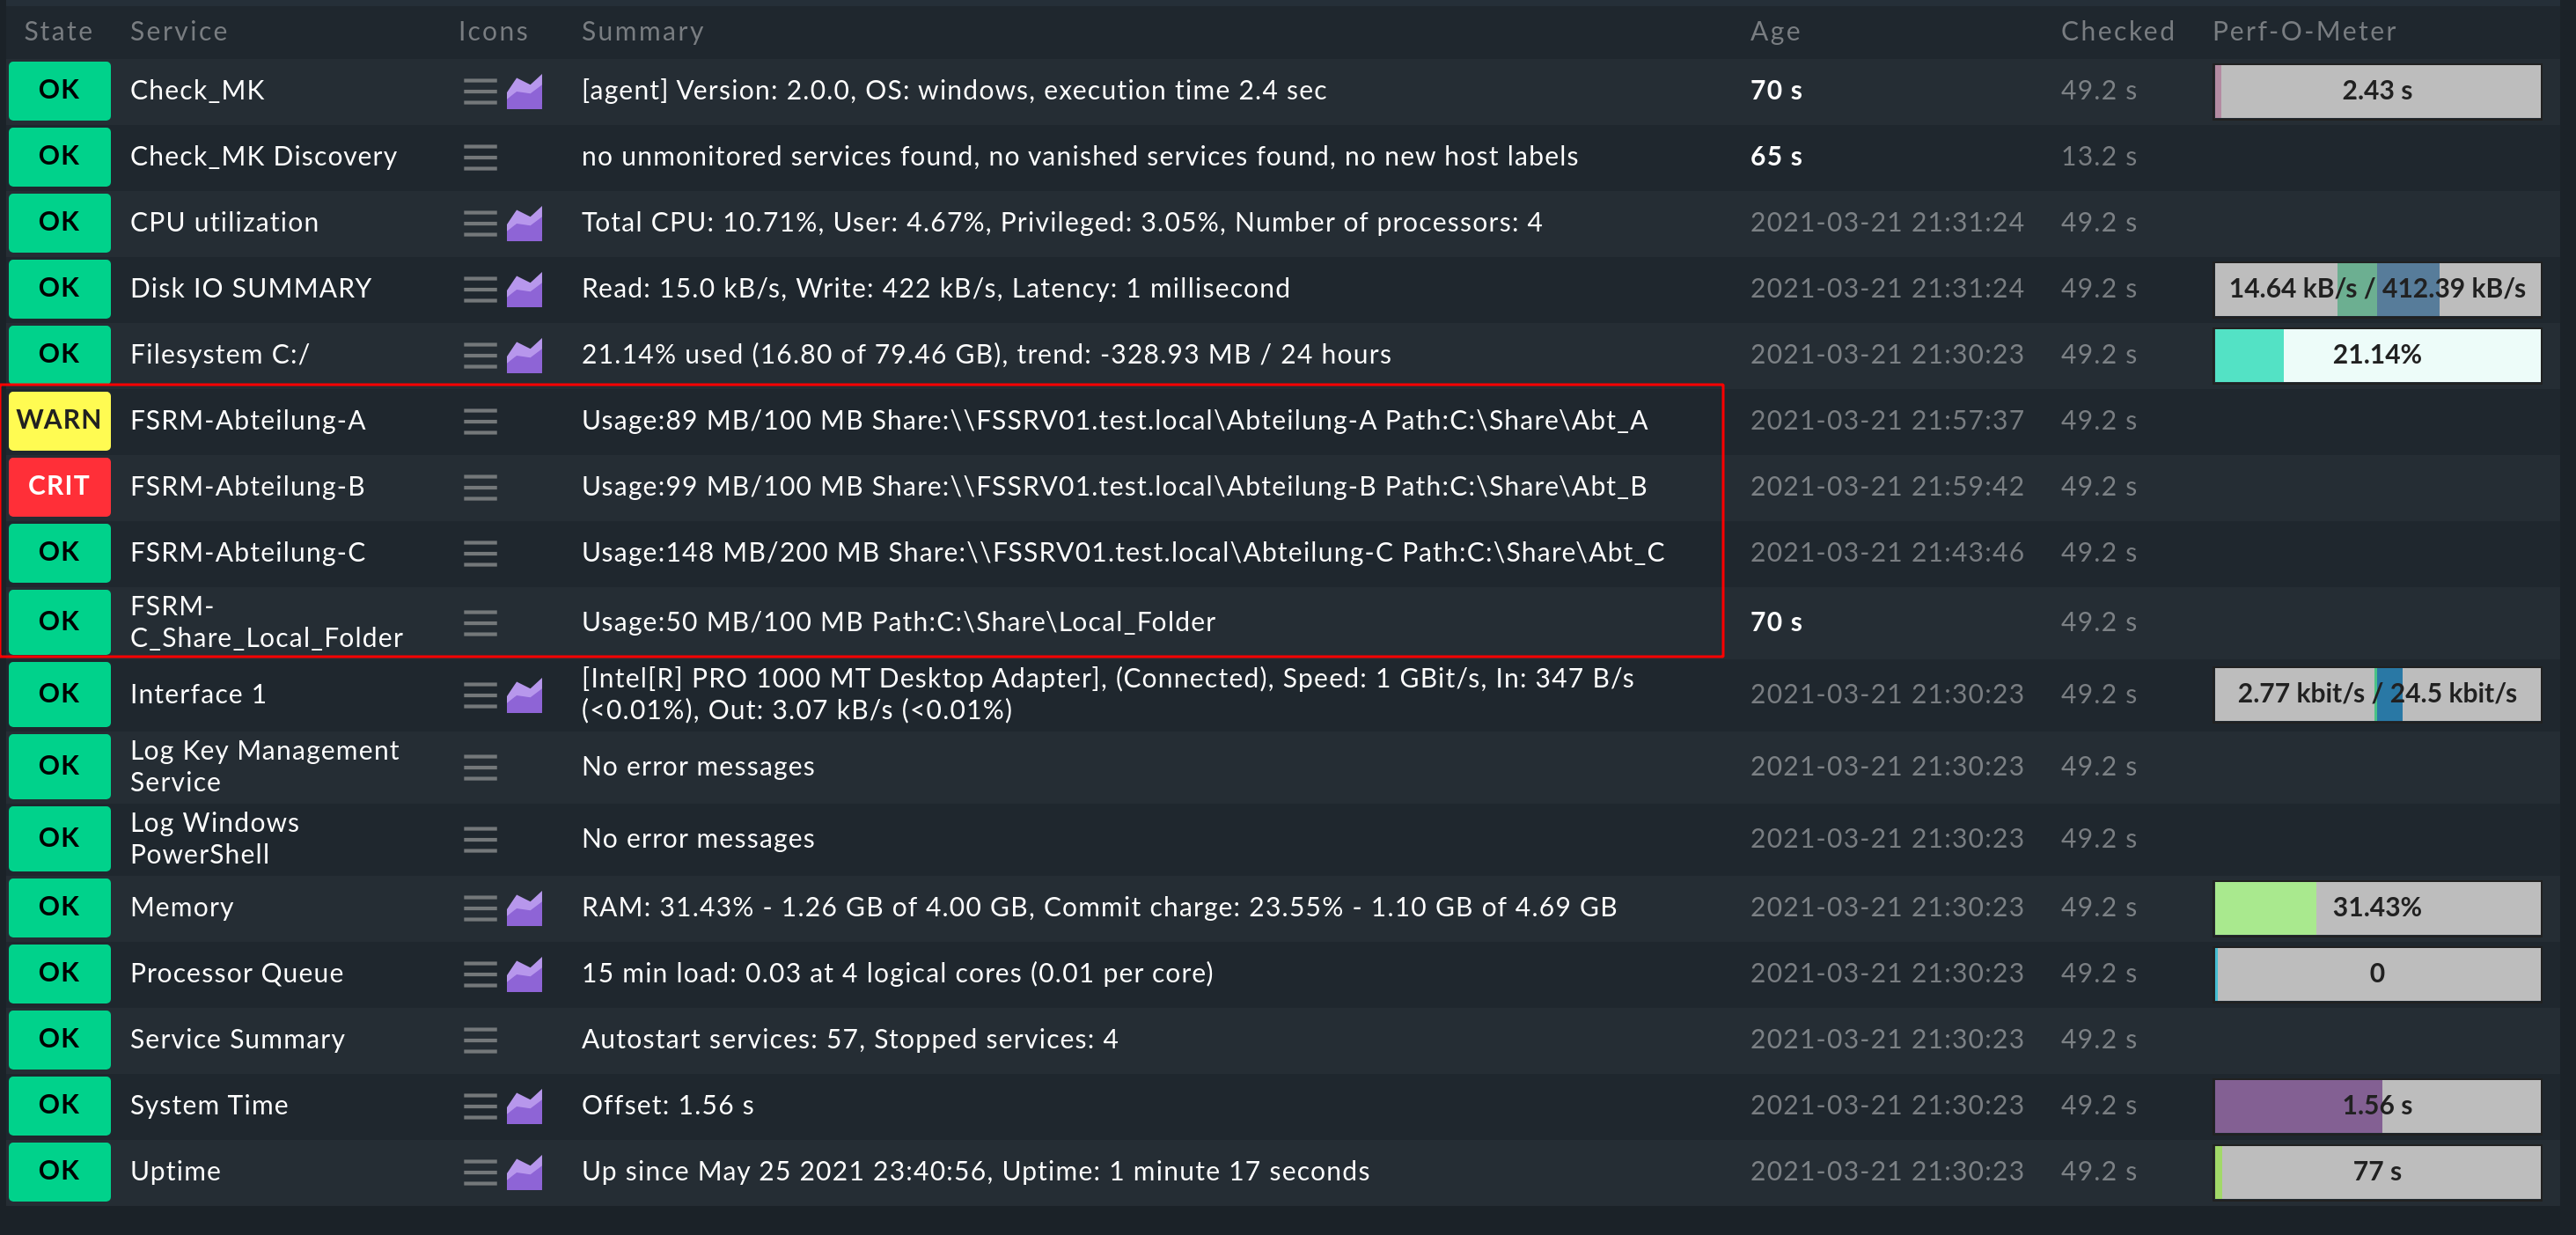 State Service Icons Summary Age Checked Perf-O-Meter
OK Check_MK [agent] Version: 2.0.0, OS: windows, execution time 2.4 sec 70 s 49.2 s 2.43 s
OK Check_MK Discovery no unmonitored services found, no vanished services found, no new host labels 65 s 13.2 s
OK CPU utilization Total CPU: 10.71%, User: 4.67%, Privileged: 3.05%, Number of processors: 4 2021-03-21 21:31:24 49.2 s
OK Disk IO SUMMARY Read: 15.0 kB/s, Write: 422 kB/s, Latency: 1 millisecond 2021-03-21 21:31:24 49.2 s 14.64 kB/s / 412.39 kB/s
OK Filesystem C:/ 21.14% used (16.80 of 79.46 GB), trend: -328.93 MB / 24 hours 2021-03-21 21:30:23 49.2 s 21.14%
WARN FSRM-Abteilung-A Usage:89 MB/100 MB Share:\\FSSRV01.test.local\Abteilung-A Path:C:\Share\Abt_A 2021-03-21 21:57:37 49.2 s
CRIT FSRM-Abteilung-B Usage:99 MB/100 MB Share:\\FSSRV01.test.local\Abteilung-B Path:C:\Share\Abt_B 2021-03-21 21:59:42 49.2 s
OK FSRM-Abteilung-C Usage:148 MB/200 MB Share:\\FSSRV01.test.local\Abteilung-C Path:C:\Share\Abt_C 2021-03-21 21:43:46 49.2 s
OK FSRM-
C_Share_Local_Folder Usage:50 MB/100 MB Path:C:\Share\Local_Folder 70 s 49.2 s
OK Interface 1 [Intel[R] PRO 1000 MT Desktop Adapter], (Connected), Speed: 1 GBit/s, In: 347 B/s
(<0.01%), Out: 3.07 kB/s (<0.01%) 2021-03-21 21:30:23 49.2 s 2.77 kbit/s / 24.5 kbit/s
OK Log Key Management
Service No error messages 2021-03-21 21:30:23 49.2 s
OK Log Windows
PowerShell No error messages 2021-03-21 21:30:23 49.2 s
OK Memory RAM: 31.43% - 1.26 GB of 4.00 GB, Commit charge: 23.55% - 1.10 GB of 4.69 GB 2021-03-21 21:30:23 49.2 s 31.43%
OK Processor Queue 15 min load: 0.03 at 4 logical cores (0.01 per core) 2021-03-21 21:30:23 49.2 s 0
OK Service Summary Autostart services: 57, Stopped services: 4 2021-03-21 21:30:23 49.2 s
OK System Time Offset: 1.56 s 2021-03-21 21:30:23 49.2 s 1.56 s
OK Uptime Up since May 25 2021 23:40:56, Uptime: 1 minute 17 seconds 2021-03-21 21:30:23 49.2 s 77 s